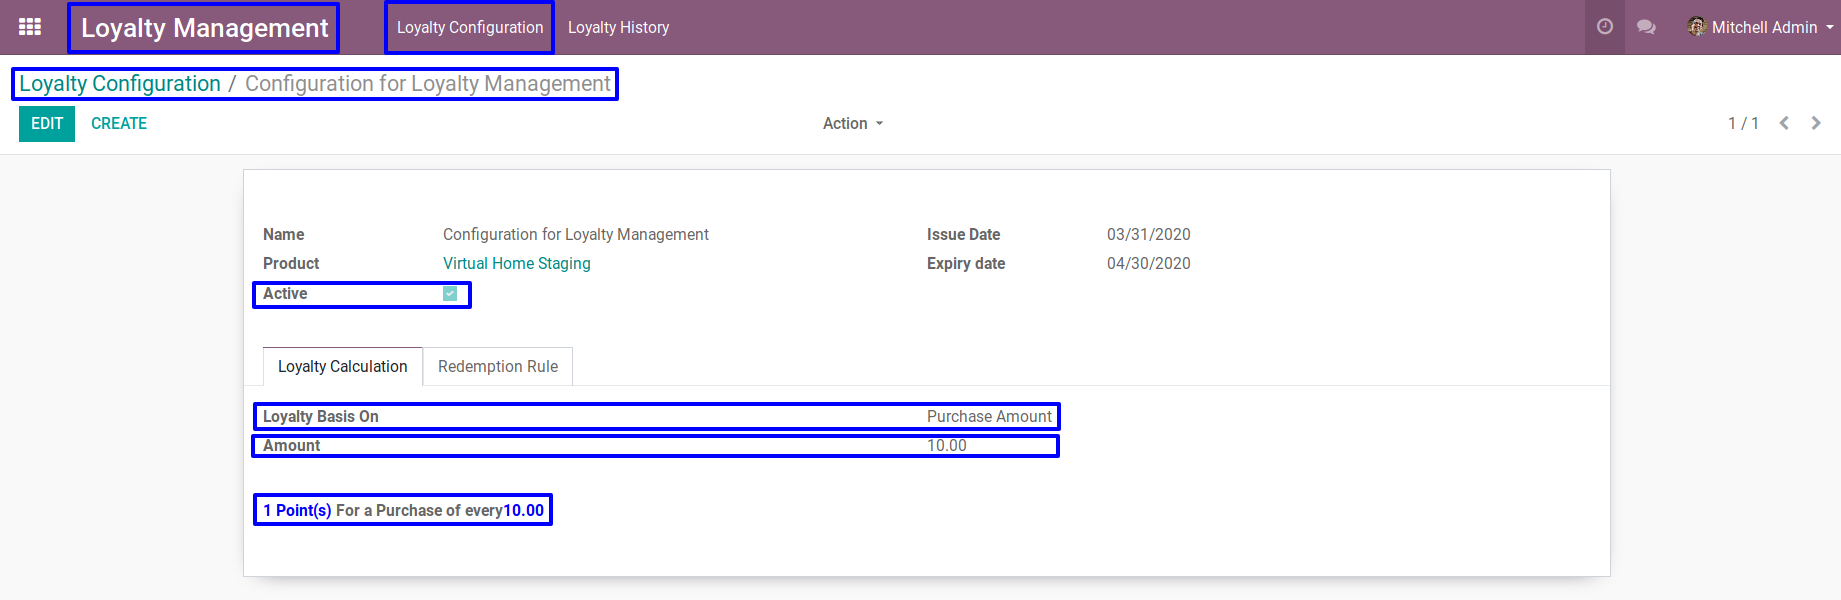 Loyalty Management Loyalty Configuration Loyalty History Mitchell Admin
Loyalty Configuration / Configuration for Loyalty Management
EDIT CREATE Action 1 / 1
Name Configuration for Loyalty Management Issue Date 03/31/2020
Product Virtual Home Staging Expiry date 04/30/2020
Active
Loyalty Calculation Redemption Rule
Loyalty Basis On Purchase Amount
Amount 10.00
1 Point(s) For a Purchase of every10.00